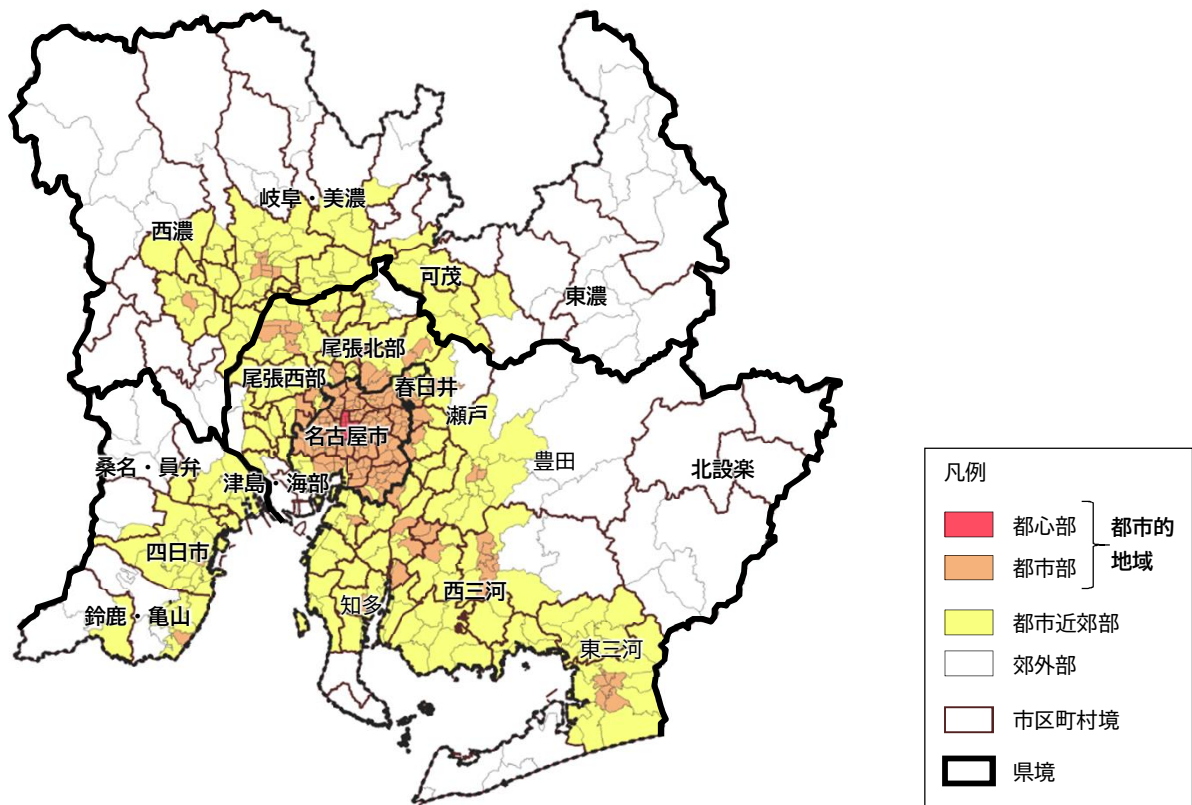 岐阜・美濃
西濃
可茂
東濃
尾張北部
尾張西部
春日井
瀬戸
名古屋市
豊田
桑名・員弁
津島・海部
北設楽
四日市
西三河
知多
鈴鹿・亀山
東三河
凡例
都心部
都市部
都市的
地域
都市近郊部
郊外部
市区町村境
県境